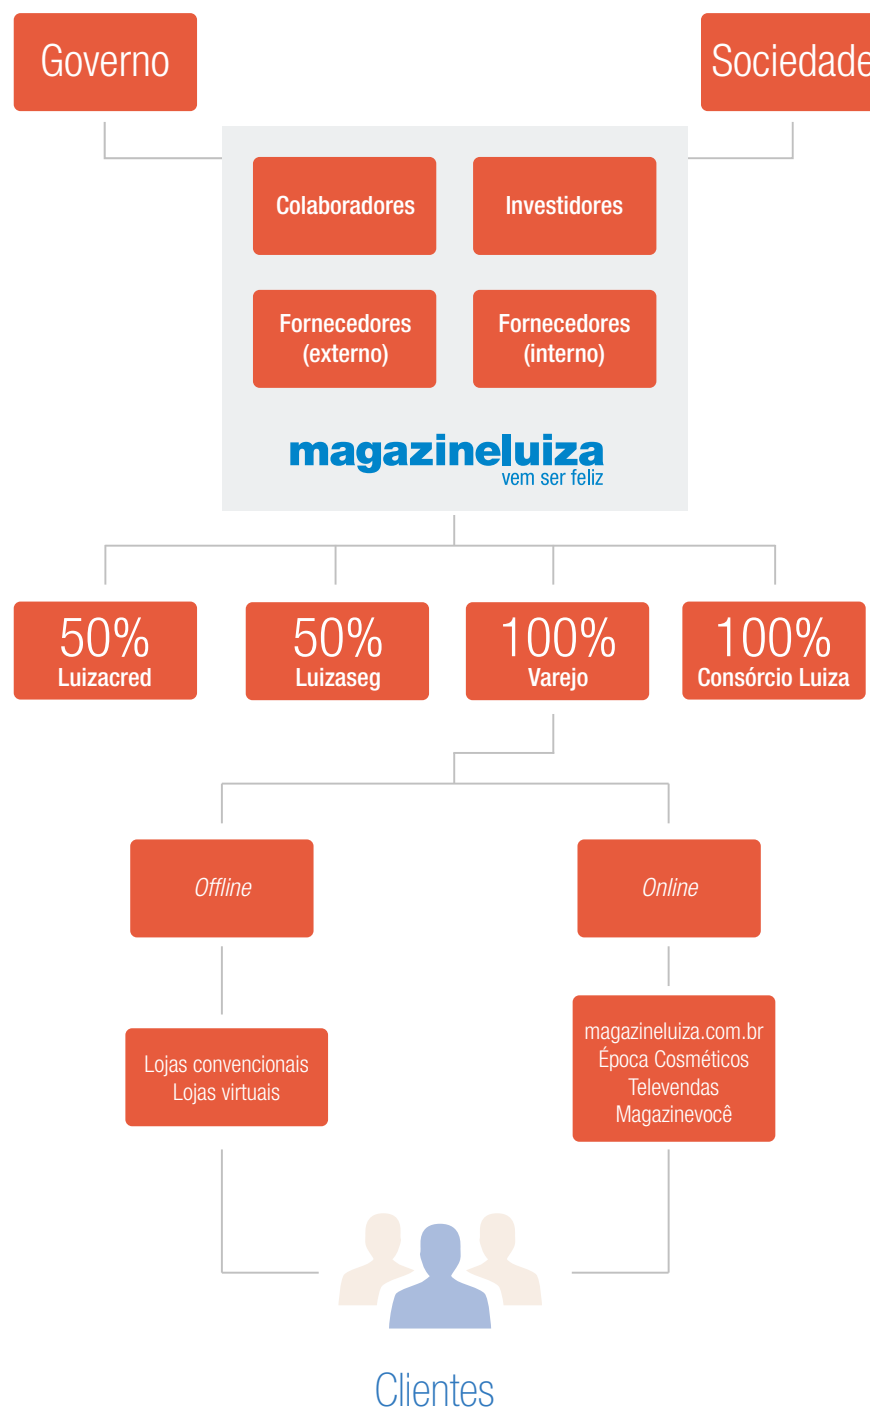 Governo
Sociedade
Colaboradores
Investidores
Fornecedores
(externo)
Fornecedores
(interno)
magazineluiza
vem ser feliz
50%
Luizacred
50%
Luizaseg
100%
Varejo
100%
Consórcio Luiza
Offline
Online
Lojas convencionais
Lojas virtuais
magazineluiza.com.br
Época Cosméticos
Televendas
Magazinevocê
Clientes